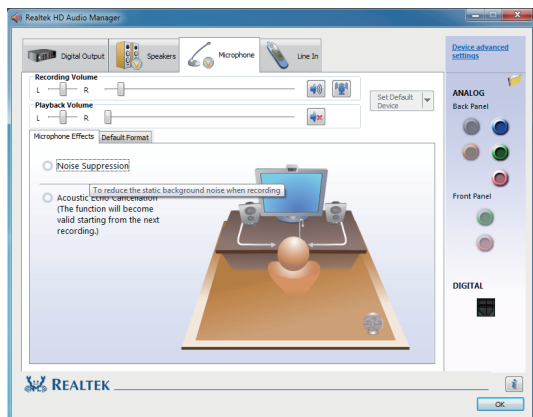 Realtek HD Audio Manager
Digital Output
Speakers
Microphone
Line In
Device advanced
settings
Recording Volume
L R
Set Default
Device
Playback Volume
L R
ANALOG
Back Panel
Microphone Effects Default Format
Noise Suppression
To reduce the static background noise when recording
Acoustic Echo Cancellation
(The function will become
valid starting from the next
recording.)
Front Panel
DIGITAL
REALTEK
i
OK